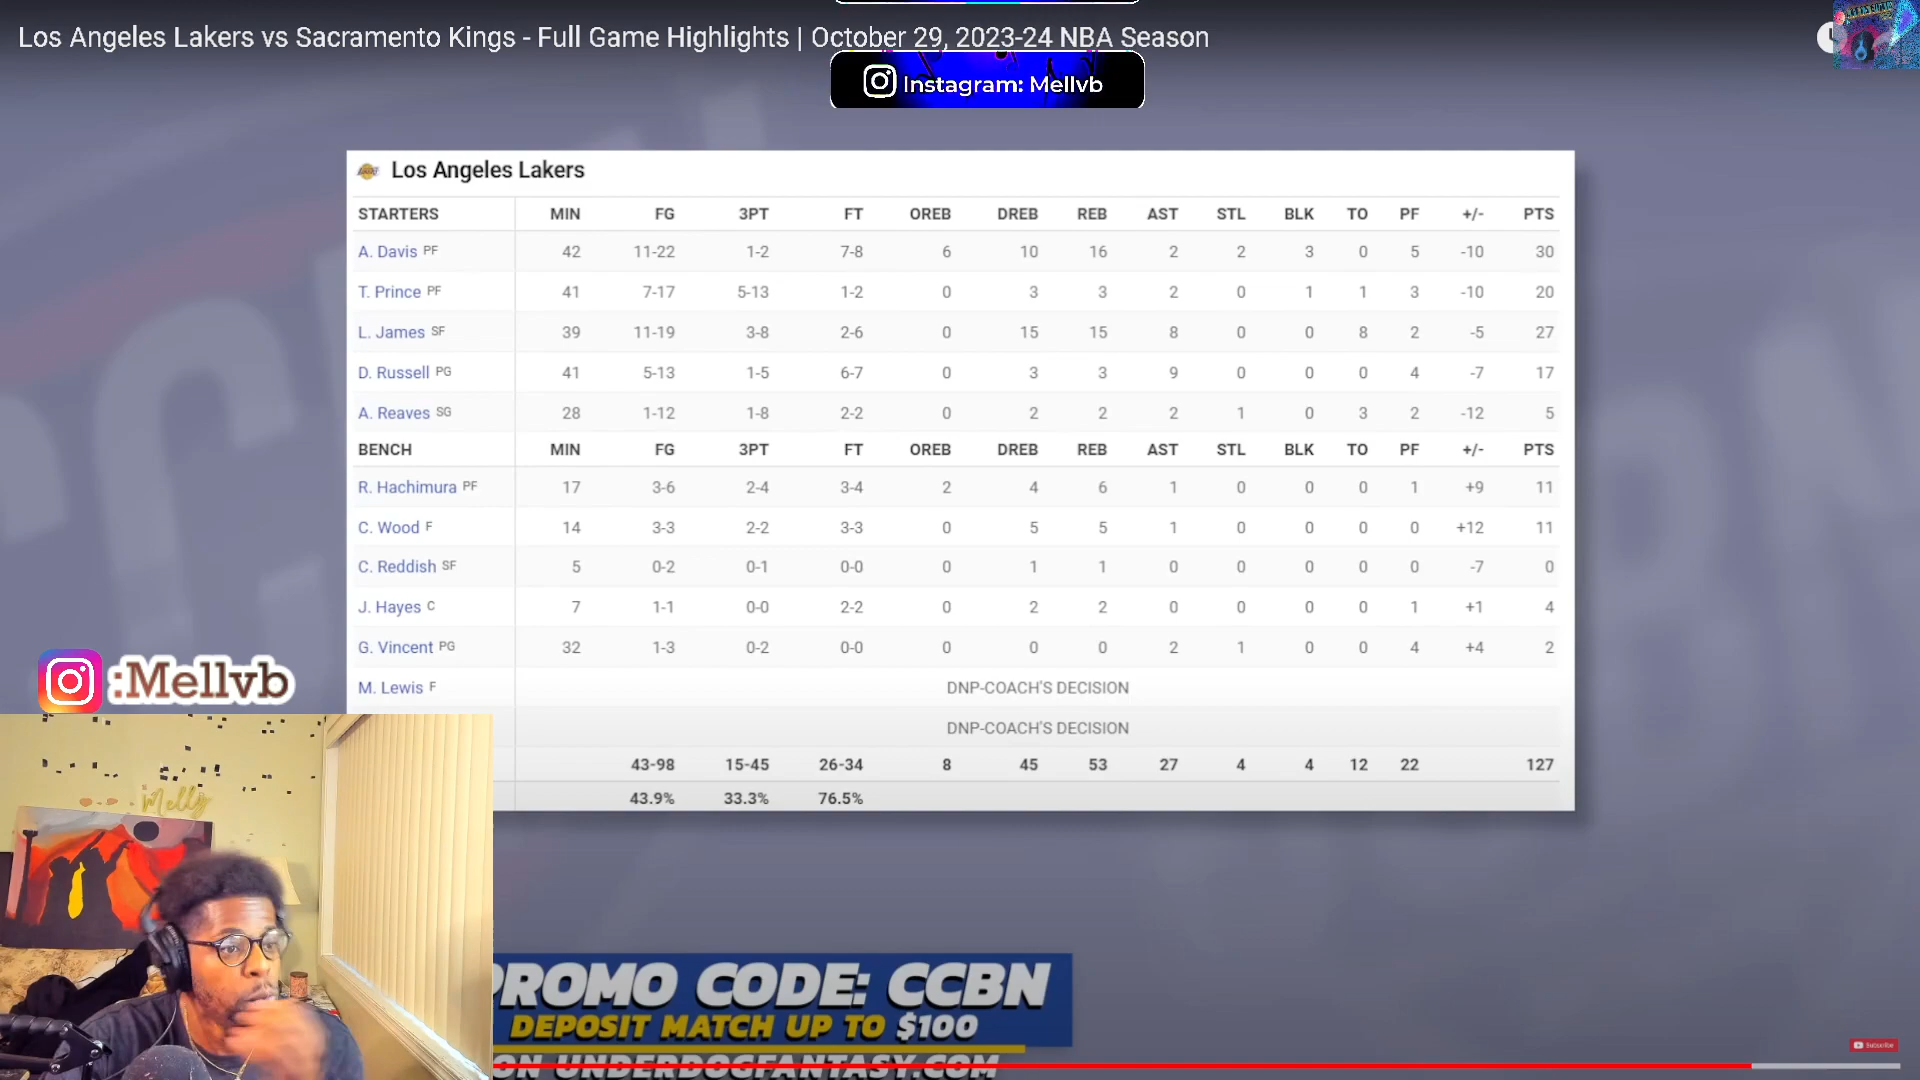 Los Angeles Lakers vs Sacramento Kings - Full Game Highlights | October 29, 2023-24 NBA Season
Instagram: Mellvb
Los Angeles Lakers
STARTERS MIN FG 3PT FT OREB DREB REB AST STL BLK TO PF +/- PTS
A. Davis PF 42 11-22 1-2 7-8 6 10 16 2 2 3 0 5 -10 30
T. Prince PF 41 7-17 5-13 1-2 0 3 3 2 0 1 1 3 -10 20
L. James SF 39 11-19 3-8 2-6 0 15 15 8 0 0 8 2 -5 27
D. Russell PG 41 5-13 1-5 6-7 0 3 3 9 0 0 0 4 -7 17
A. Reaves SG 28 1-12 1-8 2-2 0 2 2 2 1 0 3 2 -12 5
BENCH MIN FG 3PT FT OREB DREB REB AST STL BLK TO PF +/- PTS
R. Hachimura PF 17 3-6 2-4 3-4 2 4 6 1 0 0 0 1 +9 11
C. Wood F 14 3-3 2-2 3-3 0 5 5 1 0 0 0 0 +12 11
C. Reddish SF 5 0-2 0-1 0-0 0 1 1 0 0 0 0 0 -7 0
J. Hayes C 7 1-1 0-0 2-2 0 2 2 0 0 0 0 1 +1 4
G. Vincent PG 32 1-3 0-2 0-0 0 0 0 2 1 0 0 4 +4 2
M. Lewis F DNP-COACH'S DECISION
DNP-COACH'S DECISION
43-98 15-45 26-34 8 45 53 27 4 4 12 22 127
43.9% 33.3% 76.5%
:Mellvb
Melly
PROMO CODE: CCBN
DEPOSIT MATCH UP TO $100
ON UNDERDOGFANTASY.COM
Subscribe